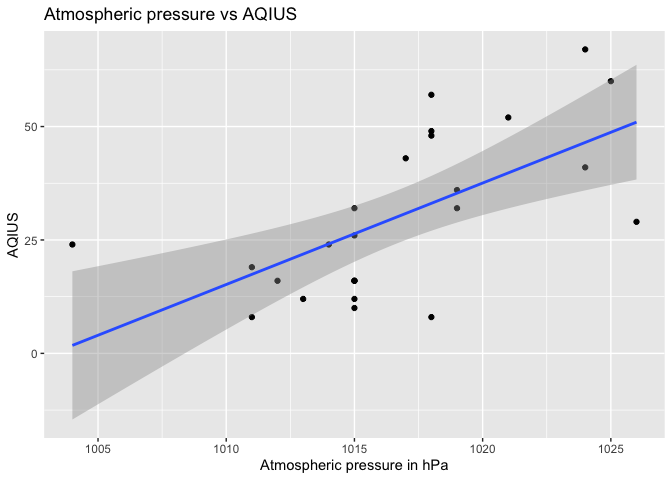 Atmospheric pressure vs AQIUS
50
25
0
AQIUS
1005 1010 1015 1020 1025
Atmospheric pressure in hPa